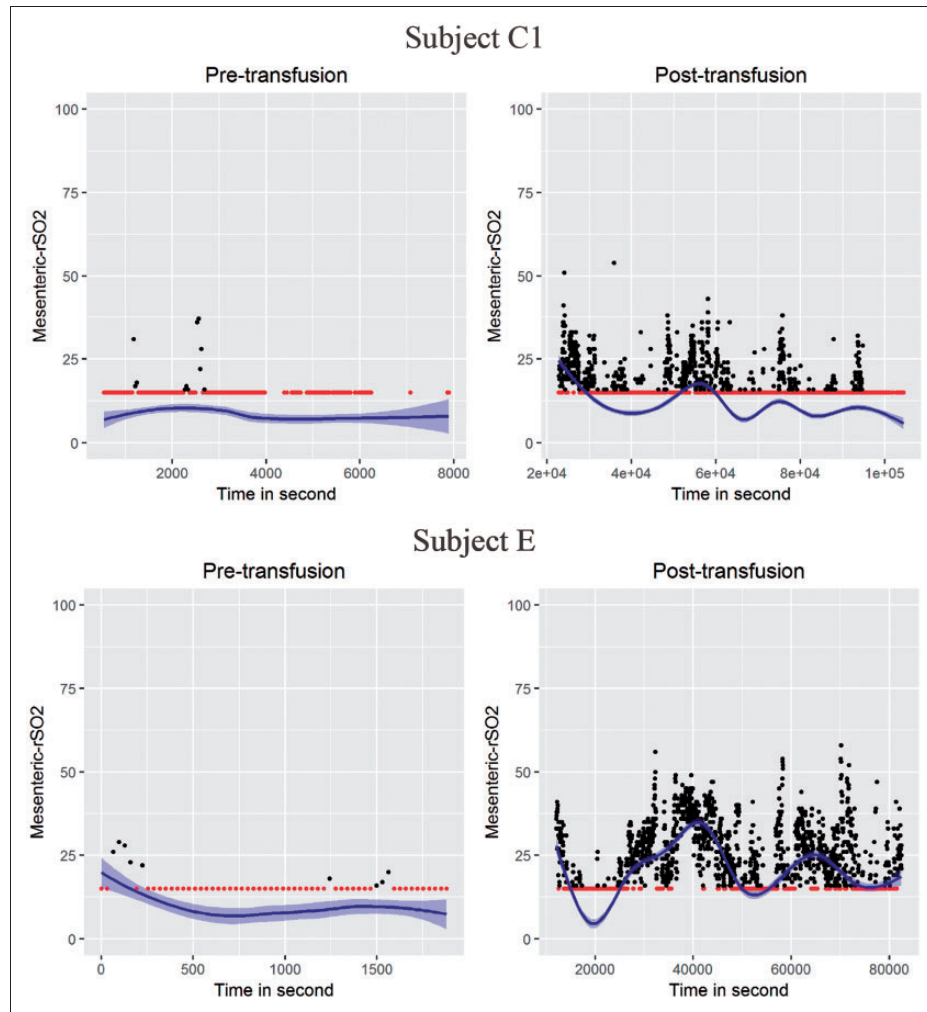 Subject C1
Pre-transfusion
Post-transfusion
Mesenteric-rSO2
100
75
50
25
0
2000
4000
6000
8000
Time in second
Mesenteric-rSO2
100
75
50
25
0
2e+04
4e+04
6e+04
8e+04
1e+05
Time in second
Subject E
Pre-transfusion
Post-transfusion
Mesenteric-rSO2
100
75
50
25
0
0
500
1000
1500
Time in second
Mesenteric-rSO2
100
75
50
25
0
20000
40000
60000
80000
Time in second